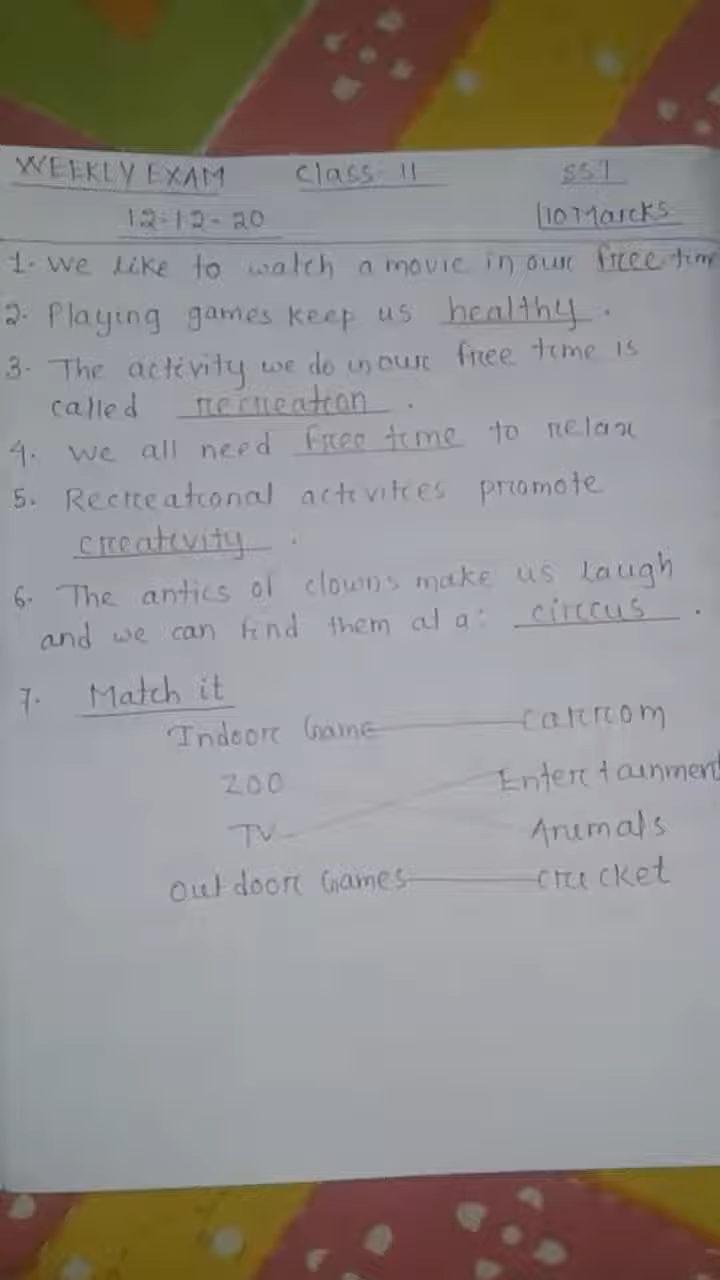 WEEKLY EXAM Class- II SST
12-12-20 10 Marks
1. We like to watch a movie in our free time
2. Playing games keep us healthy.
3. The activity we do in our free time is
called recreation.
4. We all need free time to relax
5. Recreational activities promote
creativity.
6. The antics of clowns make us laugh
and we can find them at a: circus.
7. Match it
Indoor Game Carrom
ZOO Entertainment
TV Animals
Outdoor Games Cricket